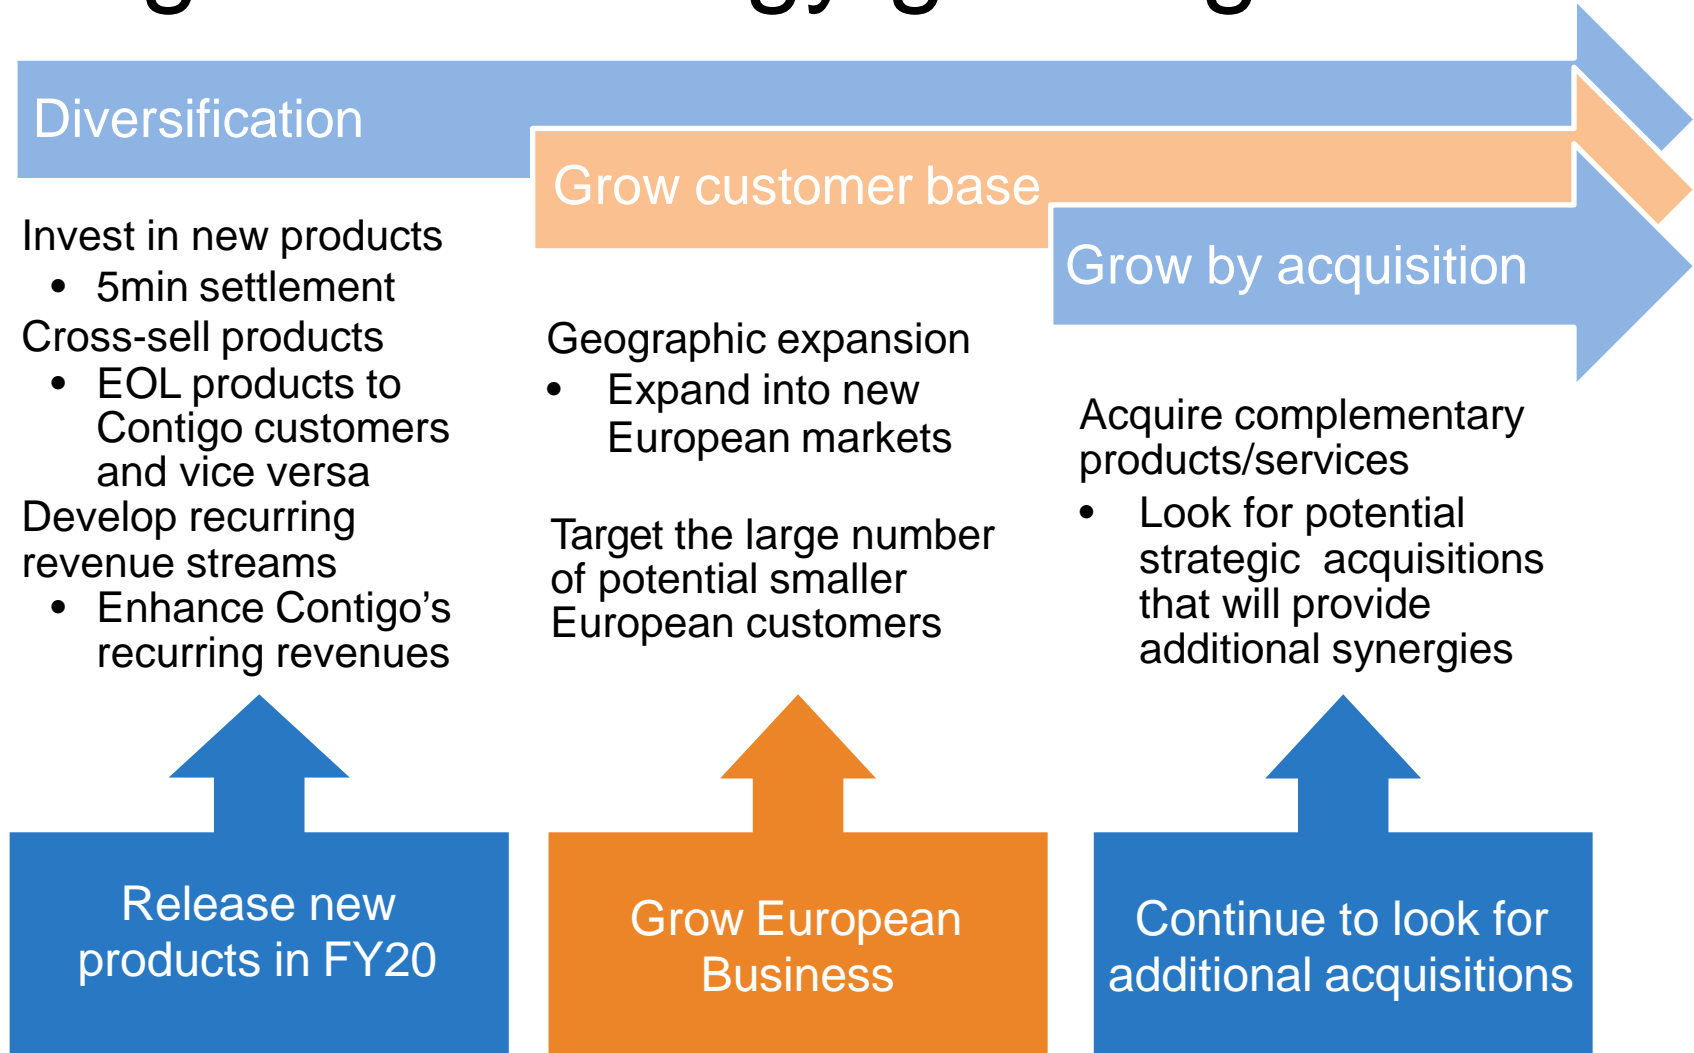 Diversification
Grow customer base
Grow by acquisition
Invest in new products
• 5min settlement
Cross-sell products
• EOL products to
Contigo customers
and vice versa
Develop recurring
revenue streams
• Enhance Contigo’s
recurring revenues
Geographic expansion
• Expand into new
European markets
Target the large number
of potential smaller
European customers
Acquire complementary
products/services
• Look for potential
strategic acquisitions
that will provide
additional synergies
Release new
products in FY20
Grow European
Business
Continue to look for
additional acquisitions